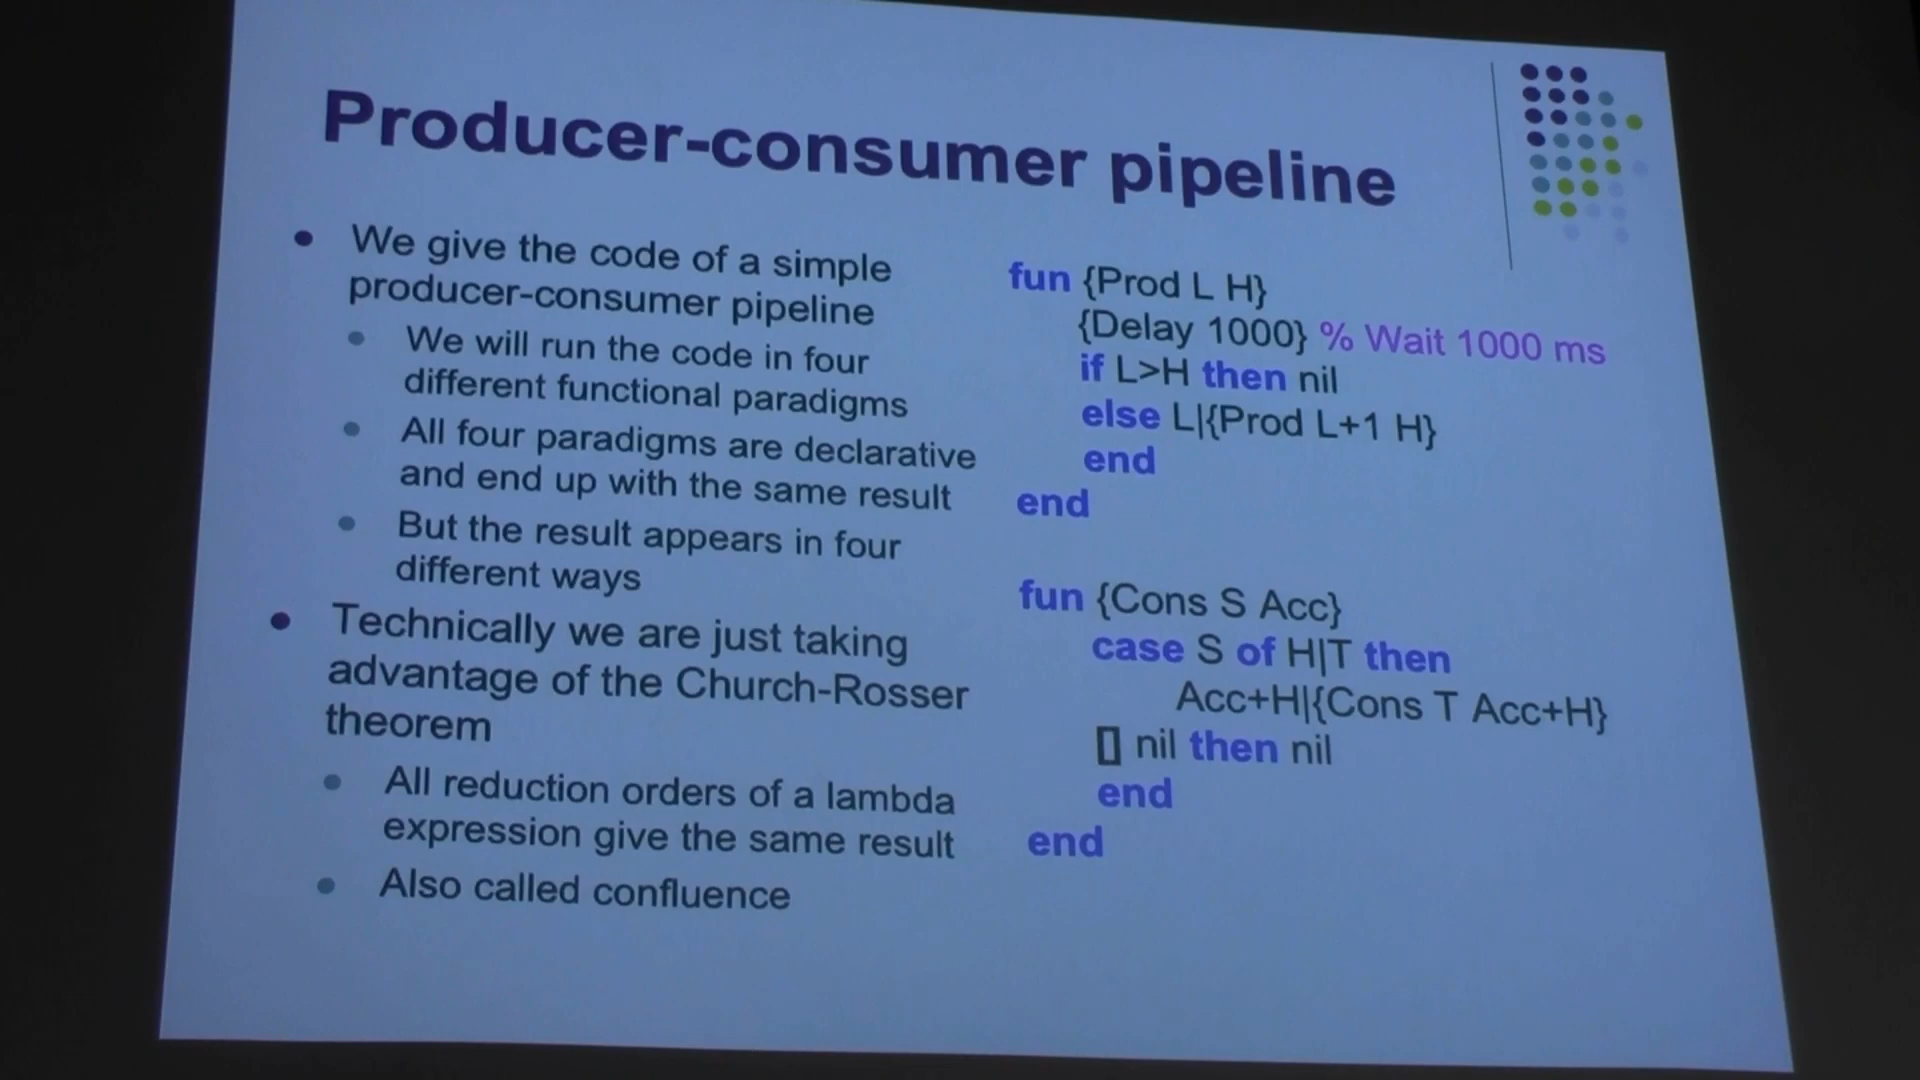 Producer-consumer pipeline
We give the code of a simple
producer-consumer pipeline
We will run the code in four
different functional paradigms
All four paradigms are declarative
and end up with the same result
But the result appears in four
different ways
Technically we are just taking
advantage of the Church-Rosser
theorem
All reduction orders of a lambda
expression give the same result
Also called confluence
fun {Prod L H}
{Delay 1000} % Wait 1000 ms
if L>H then nil
else L|{Prod L+1 H}
end
end
fun {Cons S Acc}
case S of H|T then
Acc+H|{Cons T Acc+H}
[] nil then nil
end
end